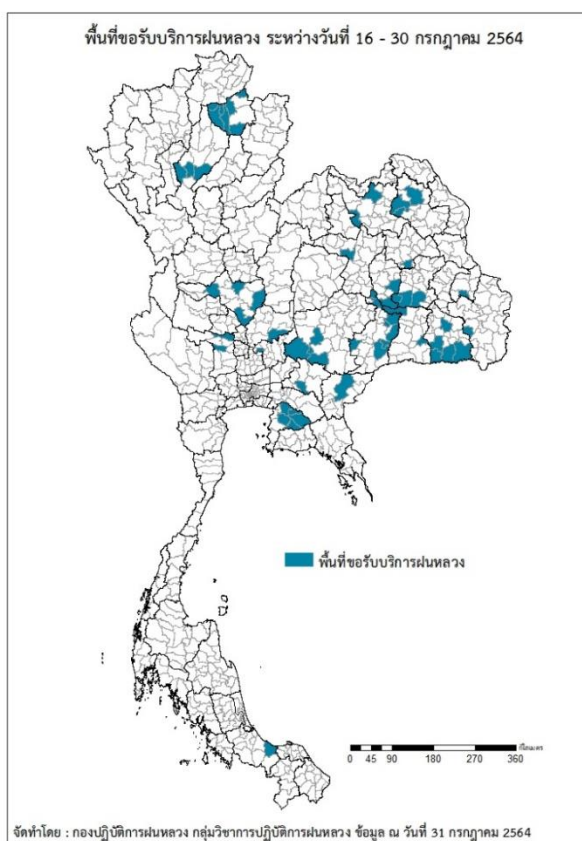 พื้นที่ขอรับบริการฝนหลวง ระหว่างวันที่ 16 - 30 กรกฎาคม 2564
พื้นที่ขอรับบริการฝนหลวง
กิโลเมตร
0 45 90 180 270 360
จัดทำโดย : กองปฏิบัติการฝนหลวง กลุ่มวิชาการปฏิบัติการฝนหลวง ข้อมูล ณ วันที่ 31 กรกฎาคม 2564